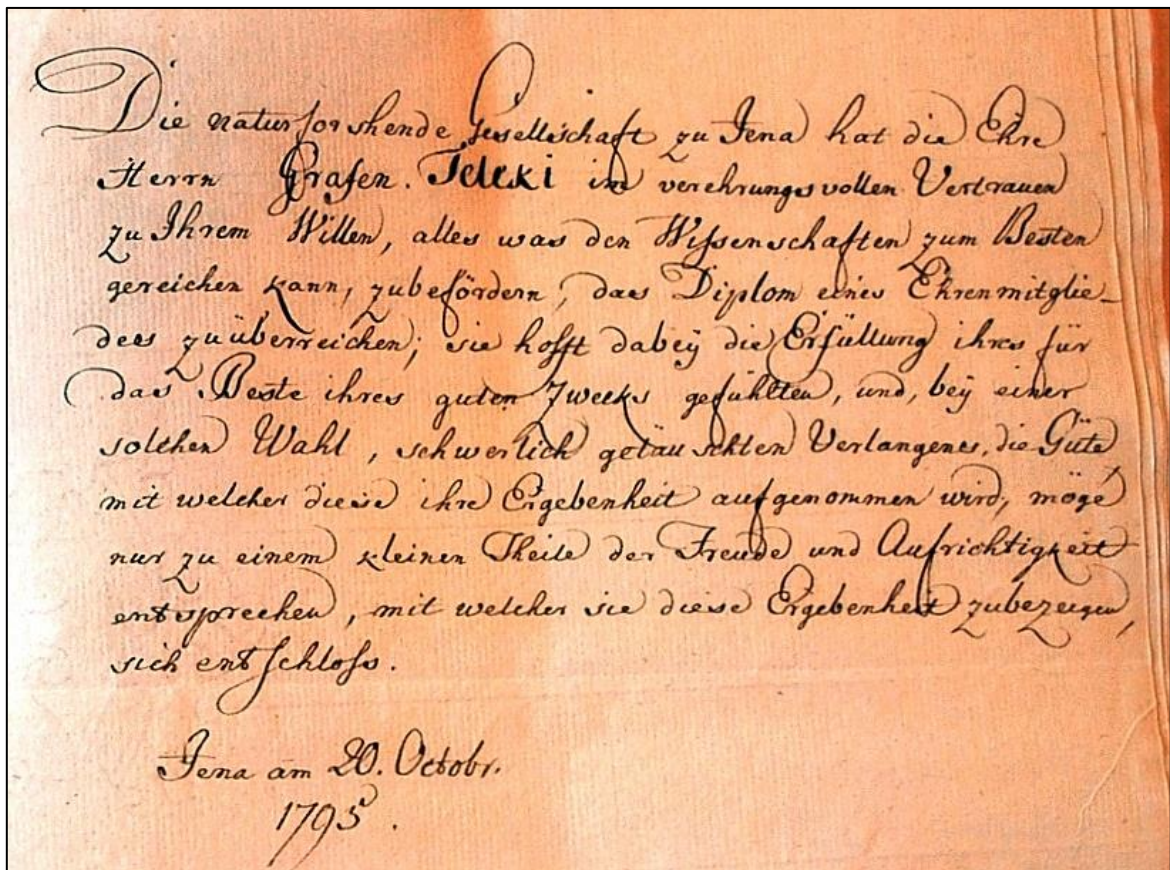 Die naturforshende Gesellschaft zu Jena hat die Ehre
Herrn Grafen. Teleki im verehrungsvollen Vertrauen
zu Ihrem Willen, alles was den Wißenschaften zum Besten
gereichen kann, zubefördern, das Diplom eines Ehrenmitglie-
des zuüberreichen; sie hofft dabeÿ die Erfüllung ihres für
das Beste ihres guten Zwecks gefühlten, und, beÿ einer
solchen Wahl, schwerlich getäuschten Verlangenes, die Güte
mit welcher diese ihre Ergebenheit aufgenommen wird, möge
nur zu einem kleinen Theile der Freude und Aufrichtigkeit
entsprechen, mit welcher sie diese Ergebenheit zubezeigen,
sich entschloß.
Jena am 20. Octobr.
1795.